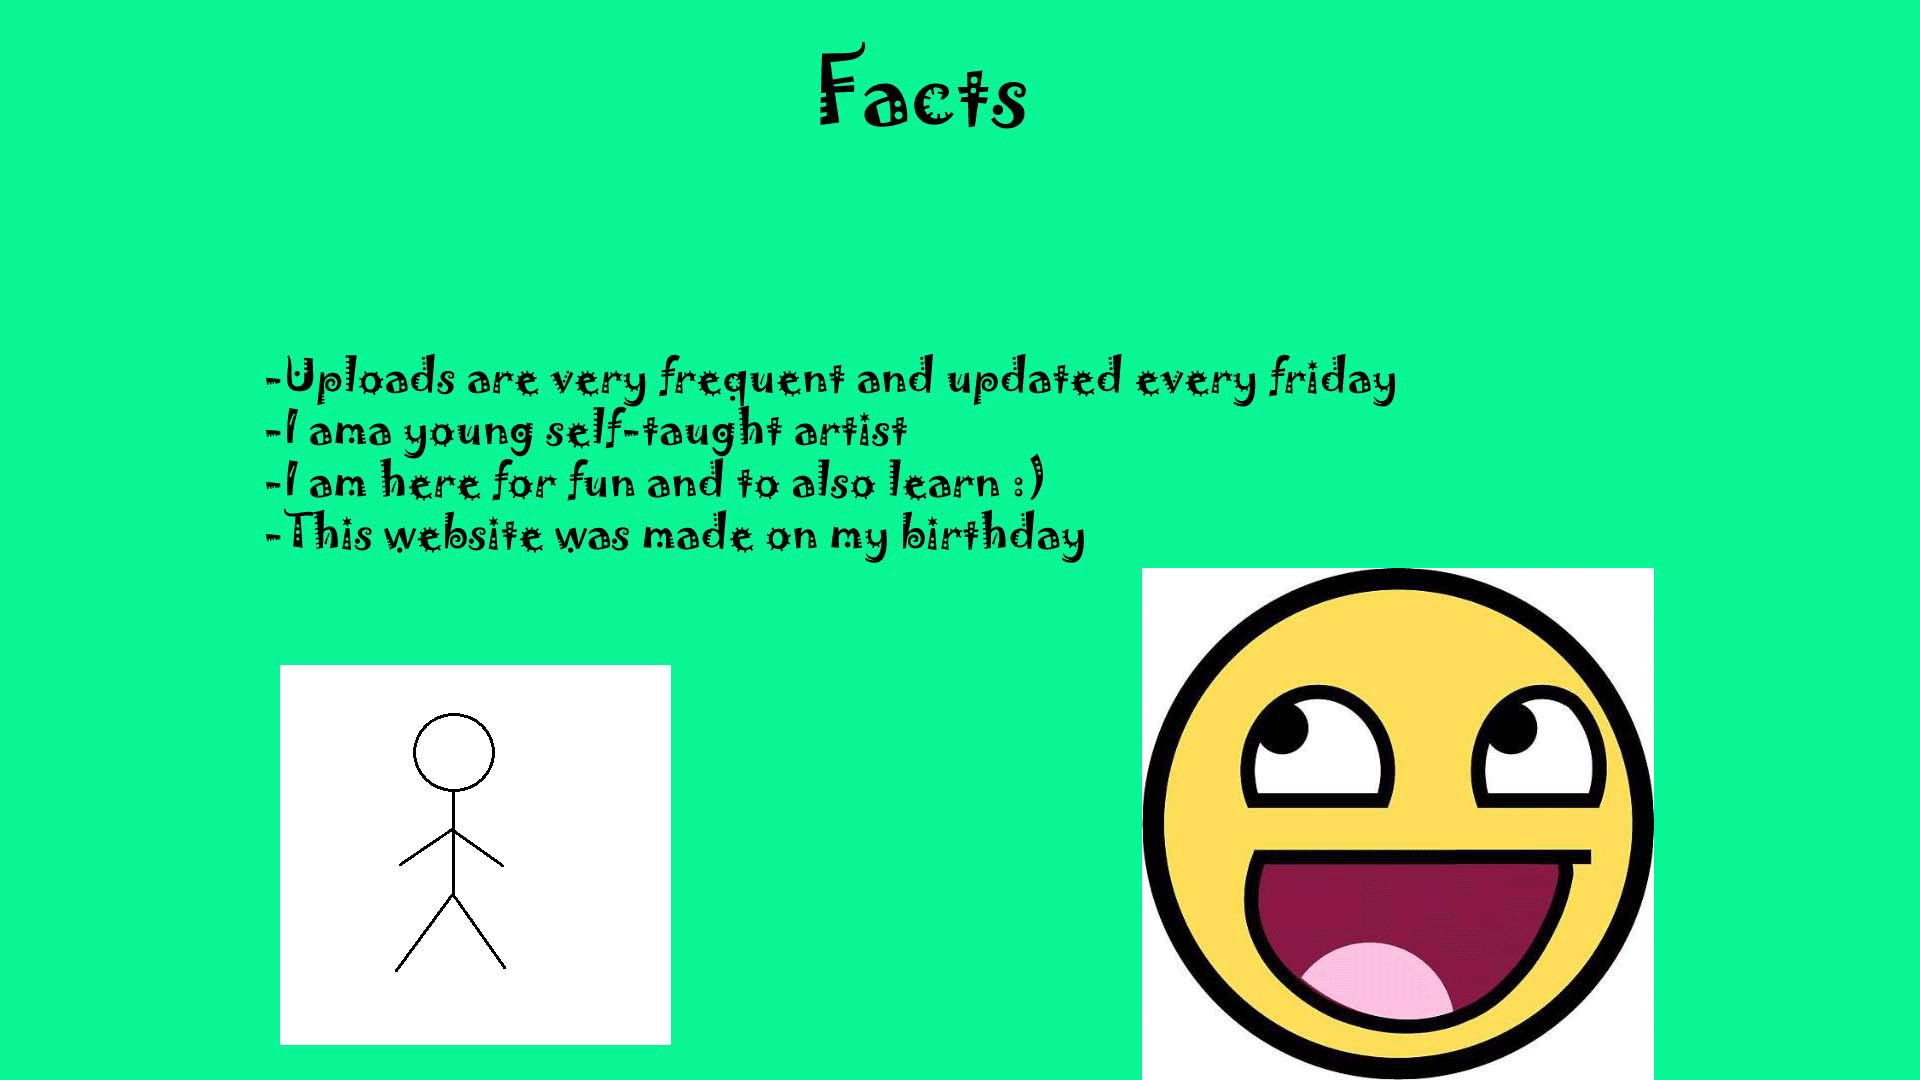 Facts
-Uploads are very frequent and updated every friday
-I ama young self-taught artist
-I am here for fun and to also learn :)
-This website was made on my birthday